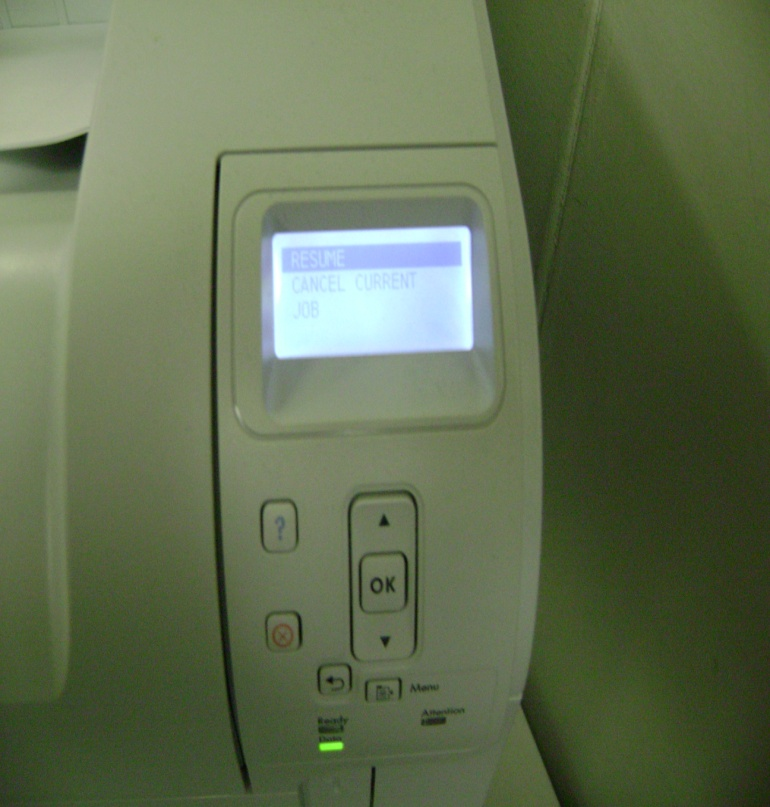 RESUME
CANCEL CURRENT
JOB
?
OK
Menu
Ready
Attention
Data